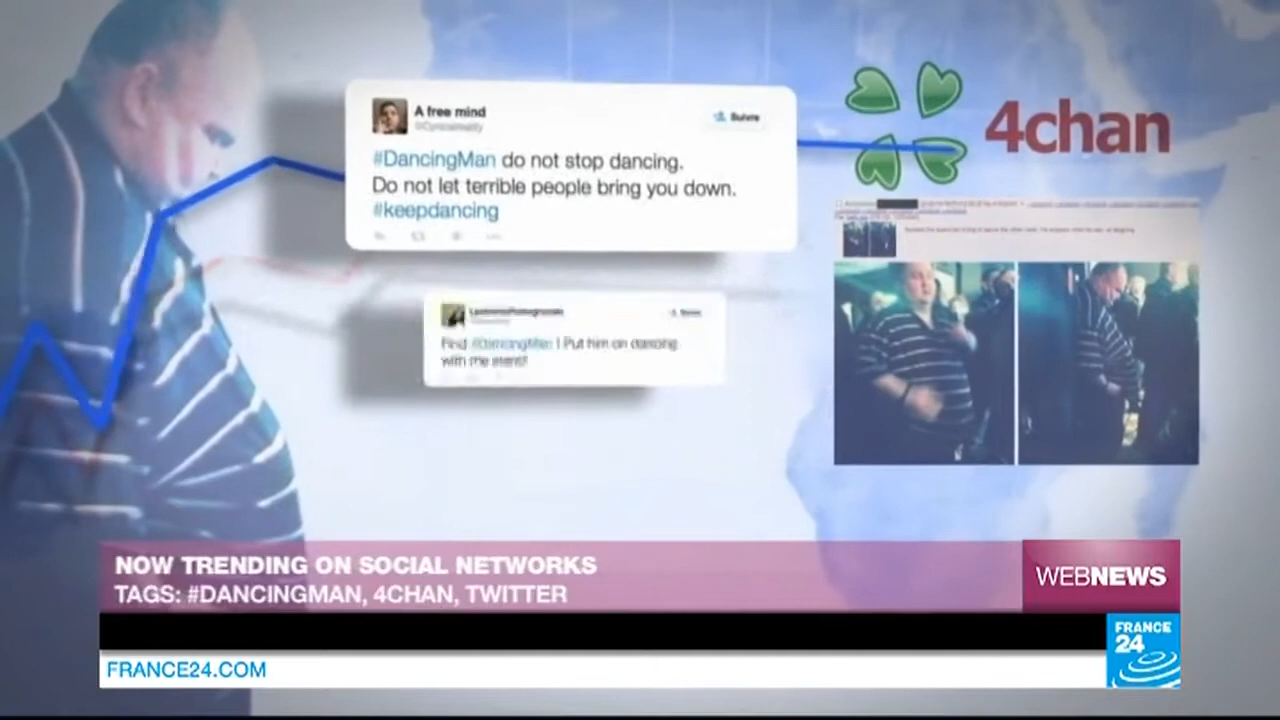 A free mind
Suivre
#DancingMan do not stop dancing.
Do not let terrible people bring you down.
#keepdancing
4chan
Find #DancingMan ! Put him on dancing
with the stars!!
NOW TRENDING ON SOCIAL NETWORKS
TAGS: #DANCINGMAN, 4CHAN, TWITTER
WEBNEWS
FRANCE
24
FRANCE24.COM